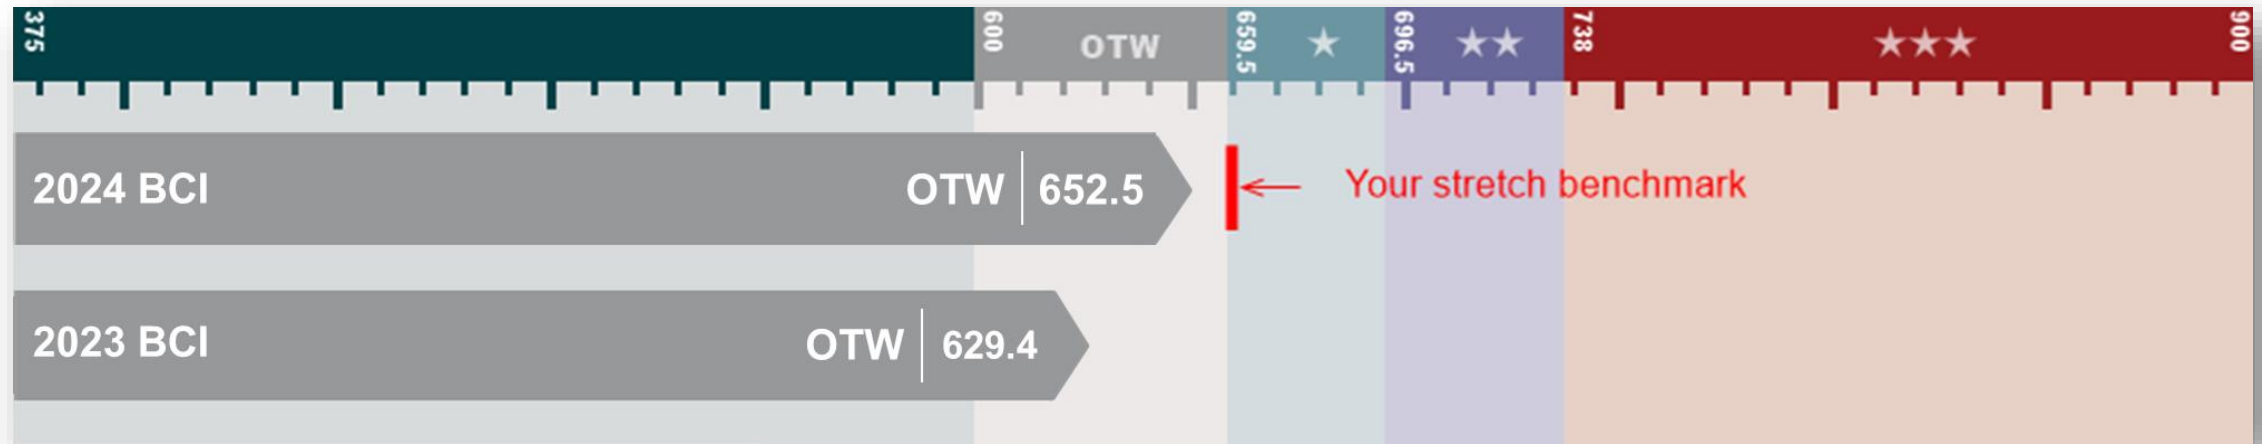 375
600
OTW
659.5
★
696.5
★★
738
★★★
900
2024 BCI OTW 652.5
Your stretch benchmark
2023 BCI OTW 629.4